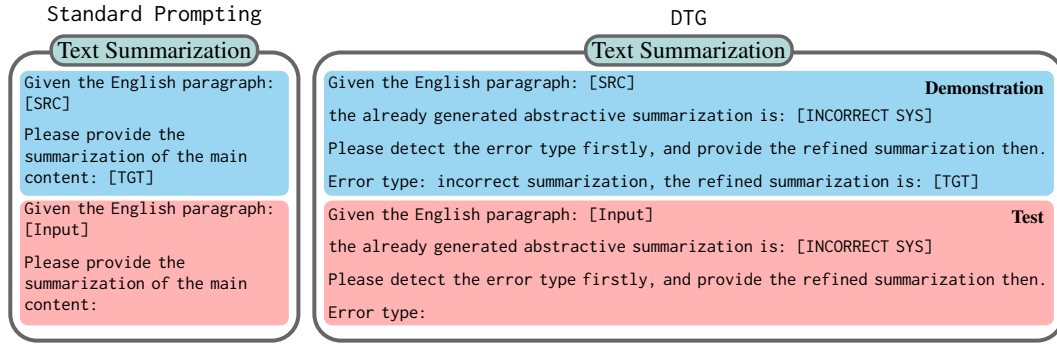 Standard Prompting
Text Summarization
Given the English paragraph:
[SRC]
Please provide the
summarization of the main
content: [TGT]
Given the English paragraph:
[Input]
Please provide the
summarization of the main
content:
DTG
Text Summarization
Given the English paragraph: [SRC]
Demonstration
the already generated abstractive summarization is: [INCORRECT SYS]
Please detect the error type firstly, and provide the refined summarization then.
Error type: incorrect summarization, the refined summarization is: [TGT]
Given the English paragraph: [Input]
Test
the already generated abstractive summarization is: [INCORRECT SYS]
Please detect the error type firstly, and provide the refined summarization then.
Error type: